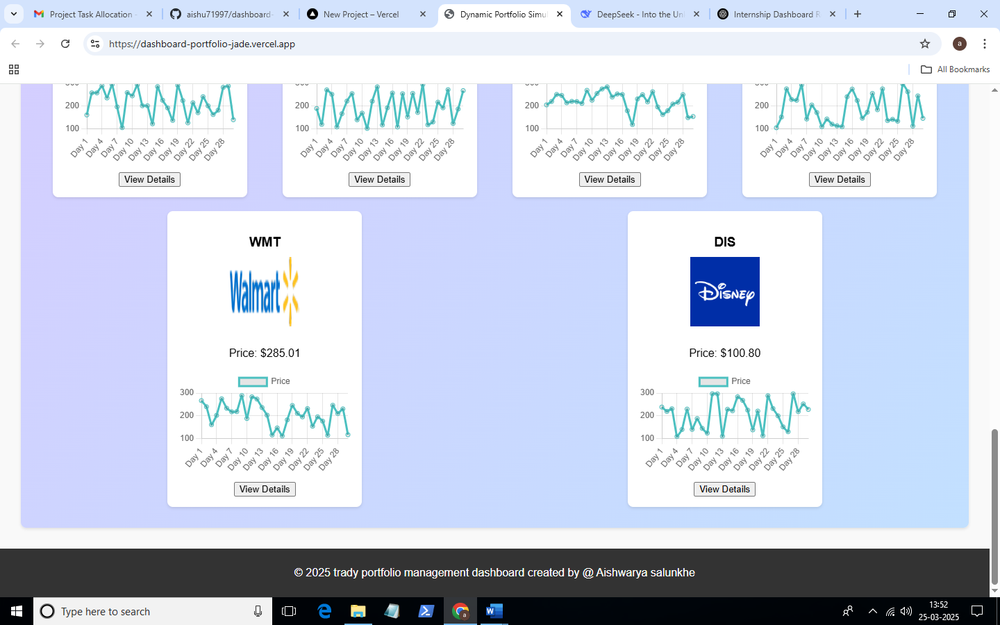 Project Task Allocation -
aishu71997/dashboard-
New Project – Vercel
Dynamic Portfolio Simu
DeepSeek - Into the Un
Internship Dashboard R
https://dashboard-portfolio-jade.vercel.app
a
All Bookmarks
300 300 300
200 200 200 200
100 100 100 100
Day 1 Day 4 Day 7 Day 10 Day 13 Day 16 Day 19 Day 22 Day 25 Day 28
Day 1 Day 4 Day 7 Day 10 Day 13 Day 16 Day 19 Day 22 Day 25 Day 28
Day 1 Day 4 Day 7 Day 10 Day 13 Day 16 Day 19 Day 22 Day 25 Day 28
Day 1 Day 4 Day 7 Day 10 Day 13 Day 16 Day 19 Day 22 Day 25 Day 28
View Details View Details View Details View Details
WMT
Walmart
Price: $285.01
Price
300
200
100
Day 1 Day 4 Day 7 Day 10 Day 13 Day 16 Day 19 Day 22 Day 25 Day 28
View Details
DIS
Disney
Price: $100.80
Price
300
200
100
Day 1 Day 4 Day 7 Day 10 Day 13 Day 16 Day 19 Day 22 Day 25 Day 28
View Details
© 2025 trady portfolio management dashboard created by @ Aishwarya salunkhe
Type here to search
13:52
25-03-2025